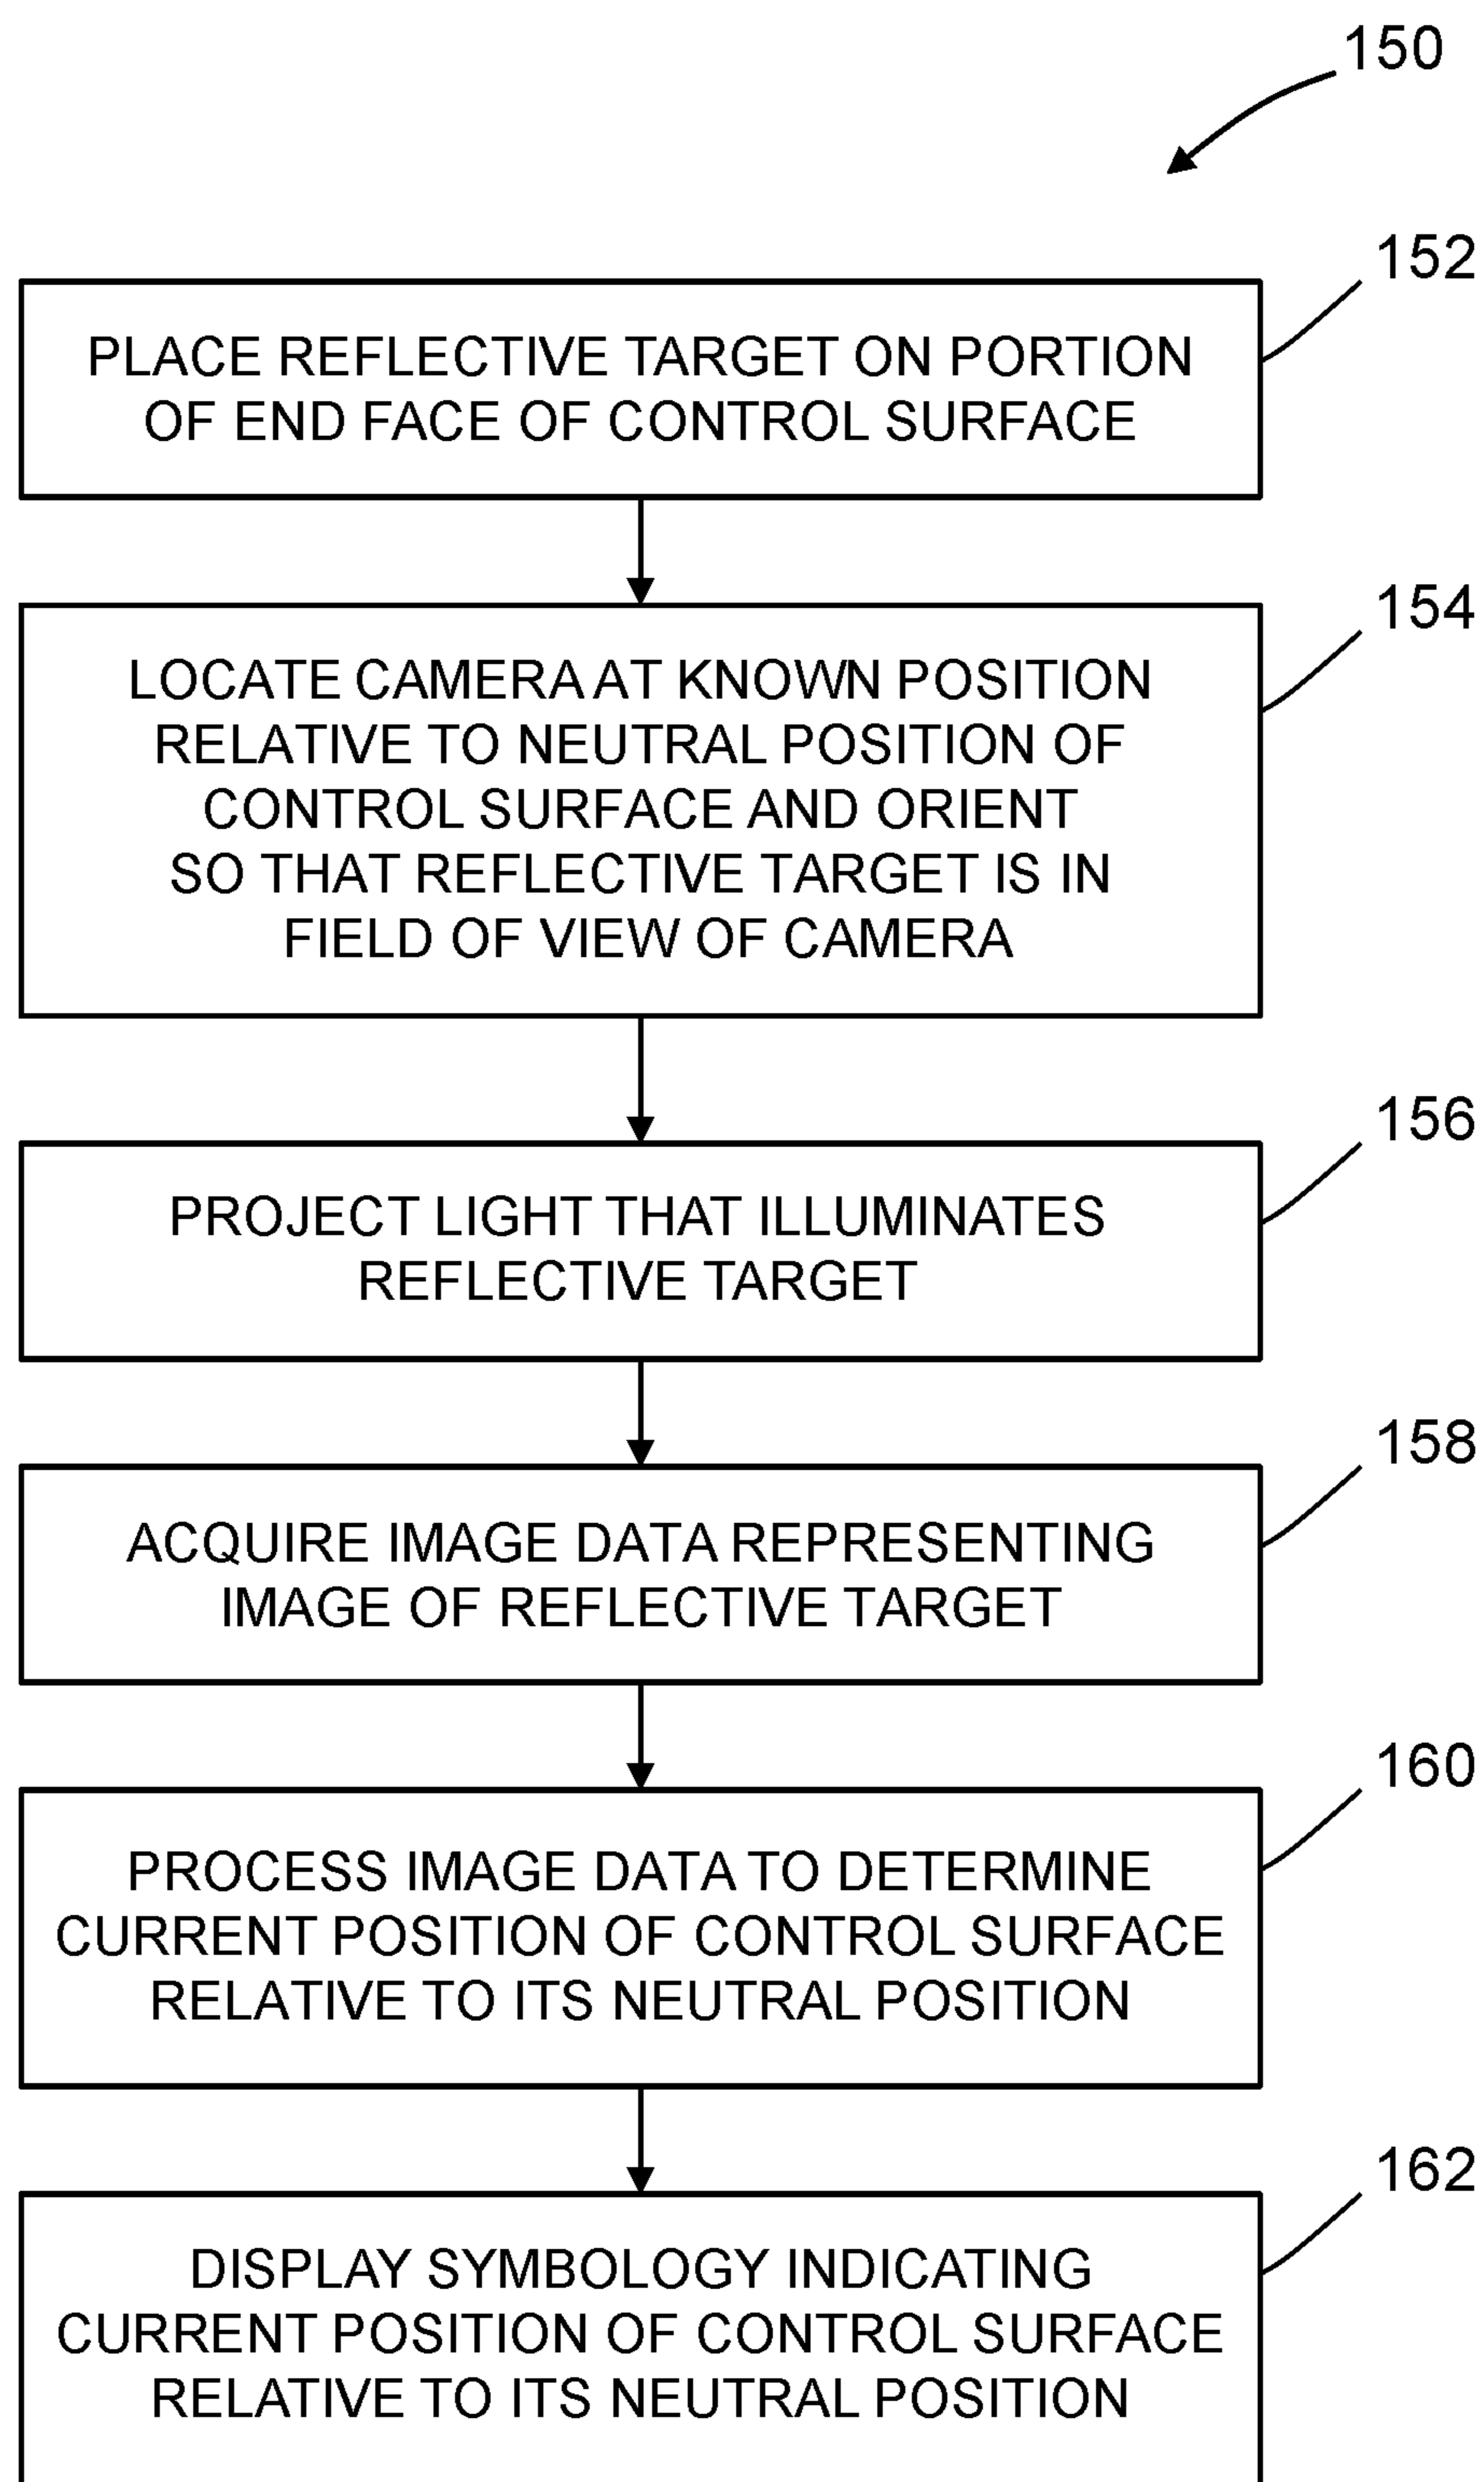 150
152
PLACE REFLECTIVE TARGET ON PORTION
OF END FACE OF CONTROL SURFACE
154
LOCATE CAMERA AT KNOWN POSITION
RELATIVE TO NEUTRAL POSITION OF
CONTROL SURFACE AND ORIENT
SO THAT REFLECTIVE TARGET IS IN
FIELD OF VIEW OF CAMERA
156
PROJECT LIGHT THAT ILLUMINATES
REFLECTIVE TARGET
158
ACQUIRE IMAGE DATA REPRESENTING
IMAGE OF REFLECTIVE TARGET
160
PROCESS IMAGE DATA TO DETERMINE
CURRENT POSITION OF CONTROL SURFACE
RELATIVE TO ITS NEUTRAL POSITION
162
DISPLAY SYMBOLOGY INDICATING
CURRENT POSITION OF CONTROL SURFACE
RELATIVE TO ITS NEUTRAL POSITION